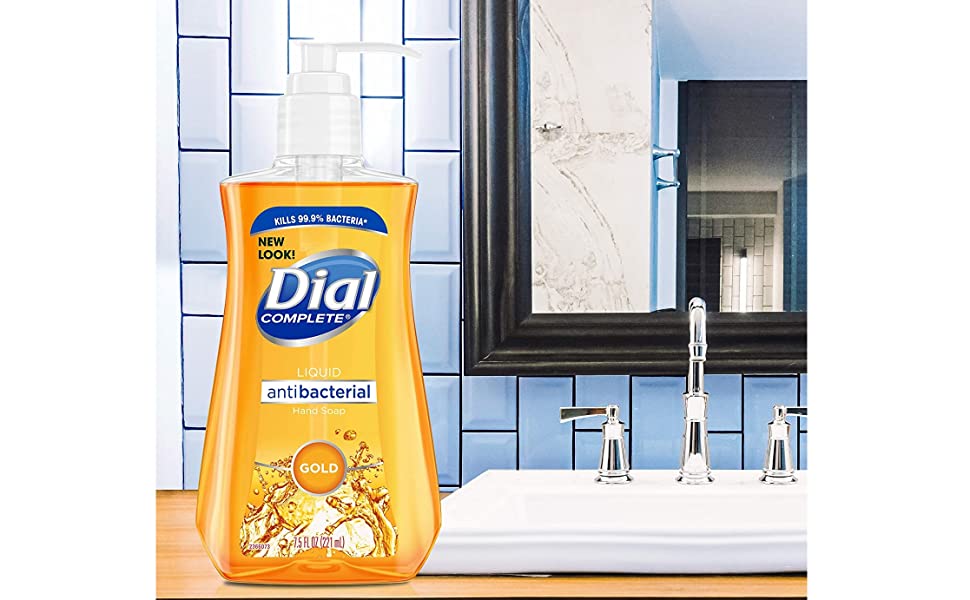 KILLS 99.9% BACTERIA*
NEW
LOOK!
Dial
COMPLETE®
LIQUID
antibacterial
Hand Soap
GOLD
7.5 FL OZ (221 mL)
2366073